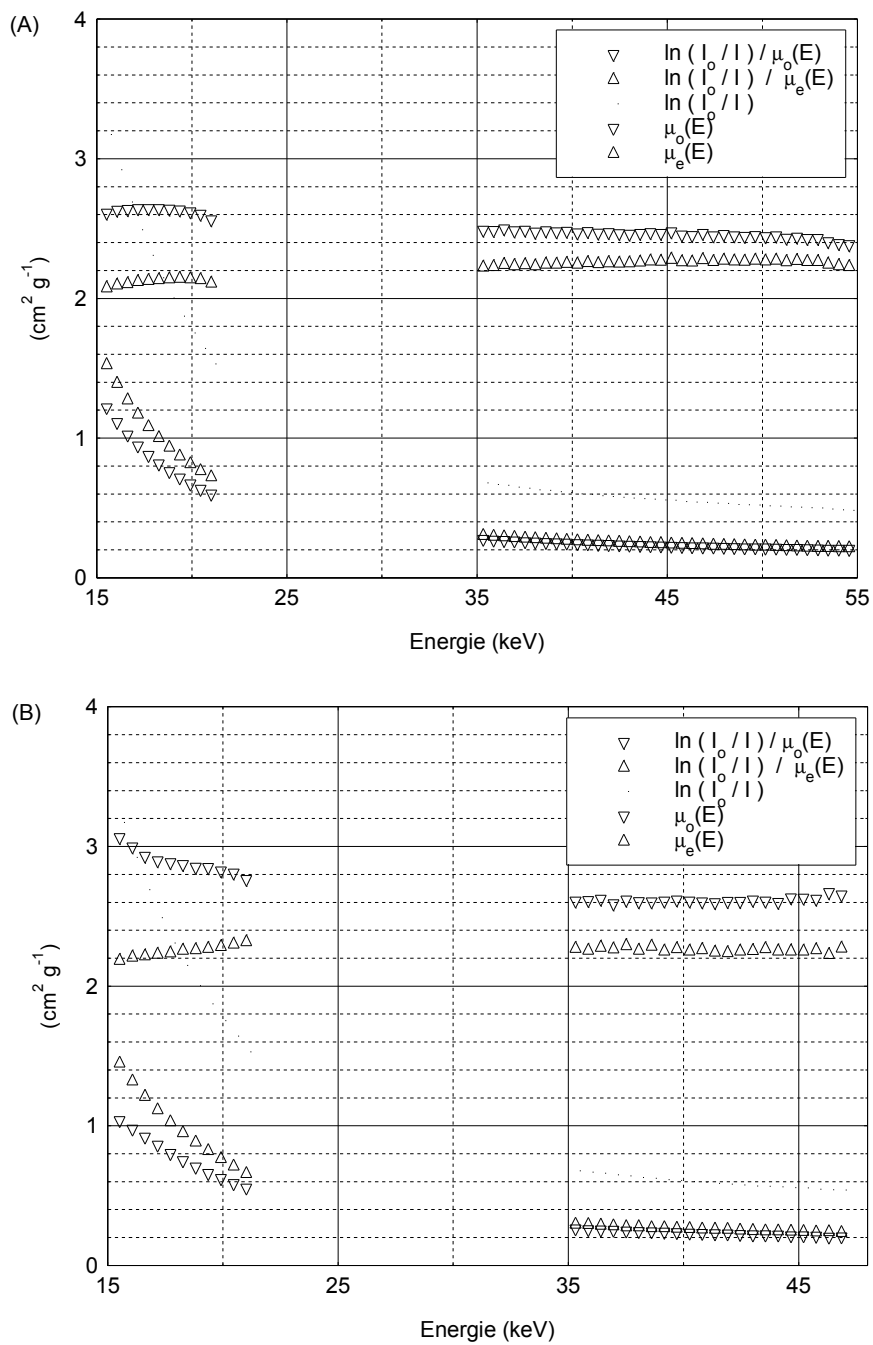 (A)
4
3
2
1
0
(cm² g⁻¹)
ln ( Iₒ / I ) / μₒ(E)
ln ( Iₒ / I ) / μₑ(E)
ln ( Iₒ / I )
μₒ(E)
μₑ(E)
15 25 35 45 55
Energie (keV)
(B)
4
3
2
1
0
(cm² g⁻¹)
ln ( Iₒ / I ) / μₒ(E)
ln ( Iₒ / I ) / μₑ(E)
ln ( Iₒ / I )
μₒ(E)
μₑ(E)
15 25 35 45
Energie (keV)